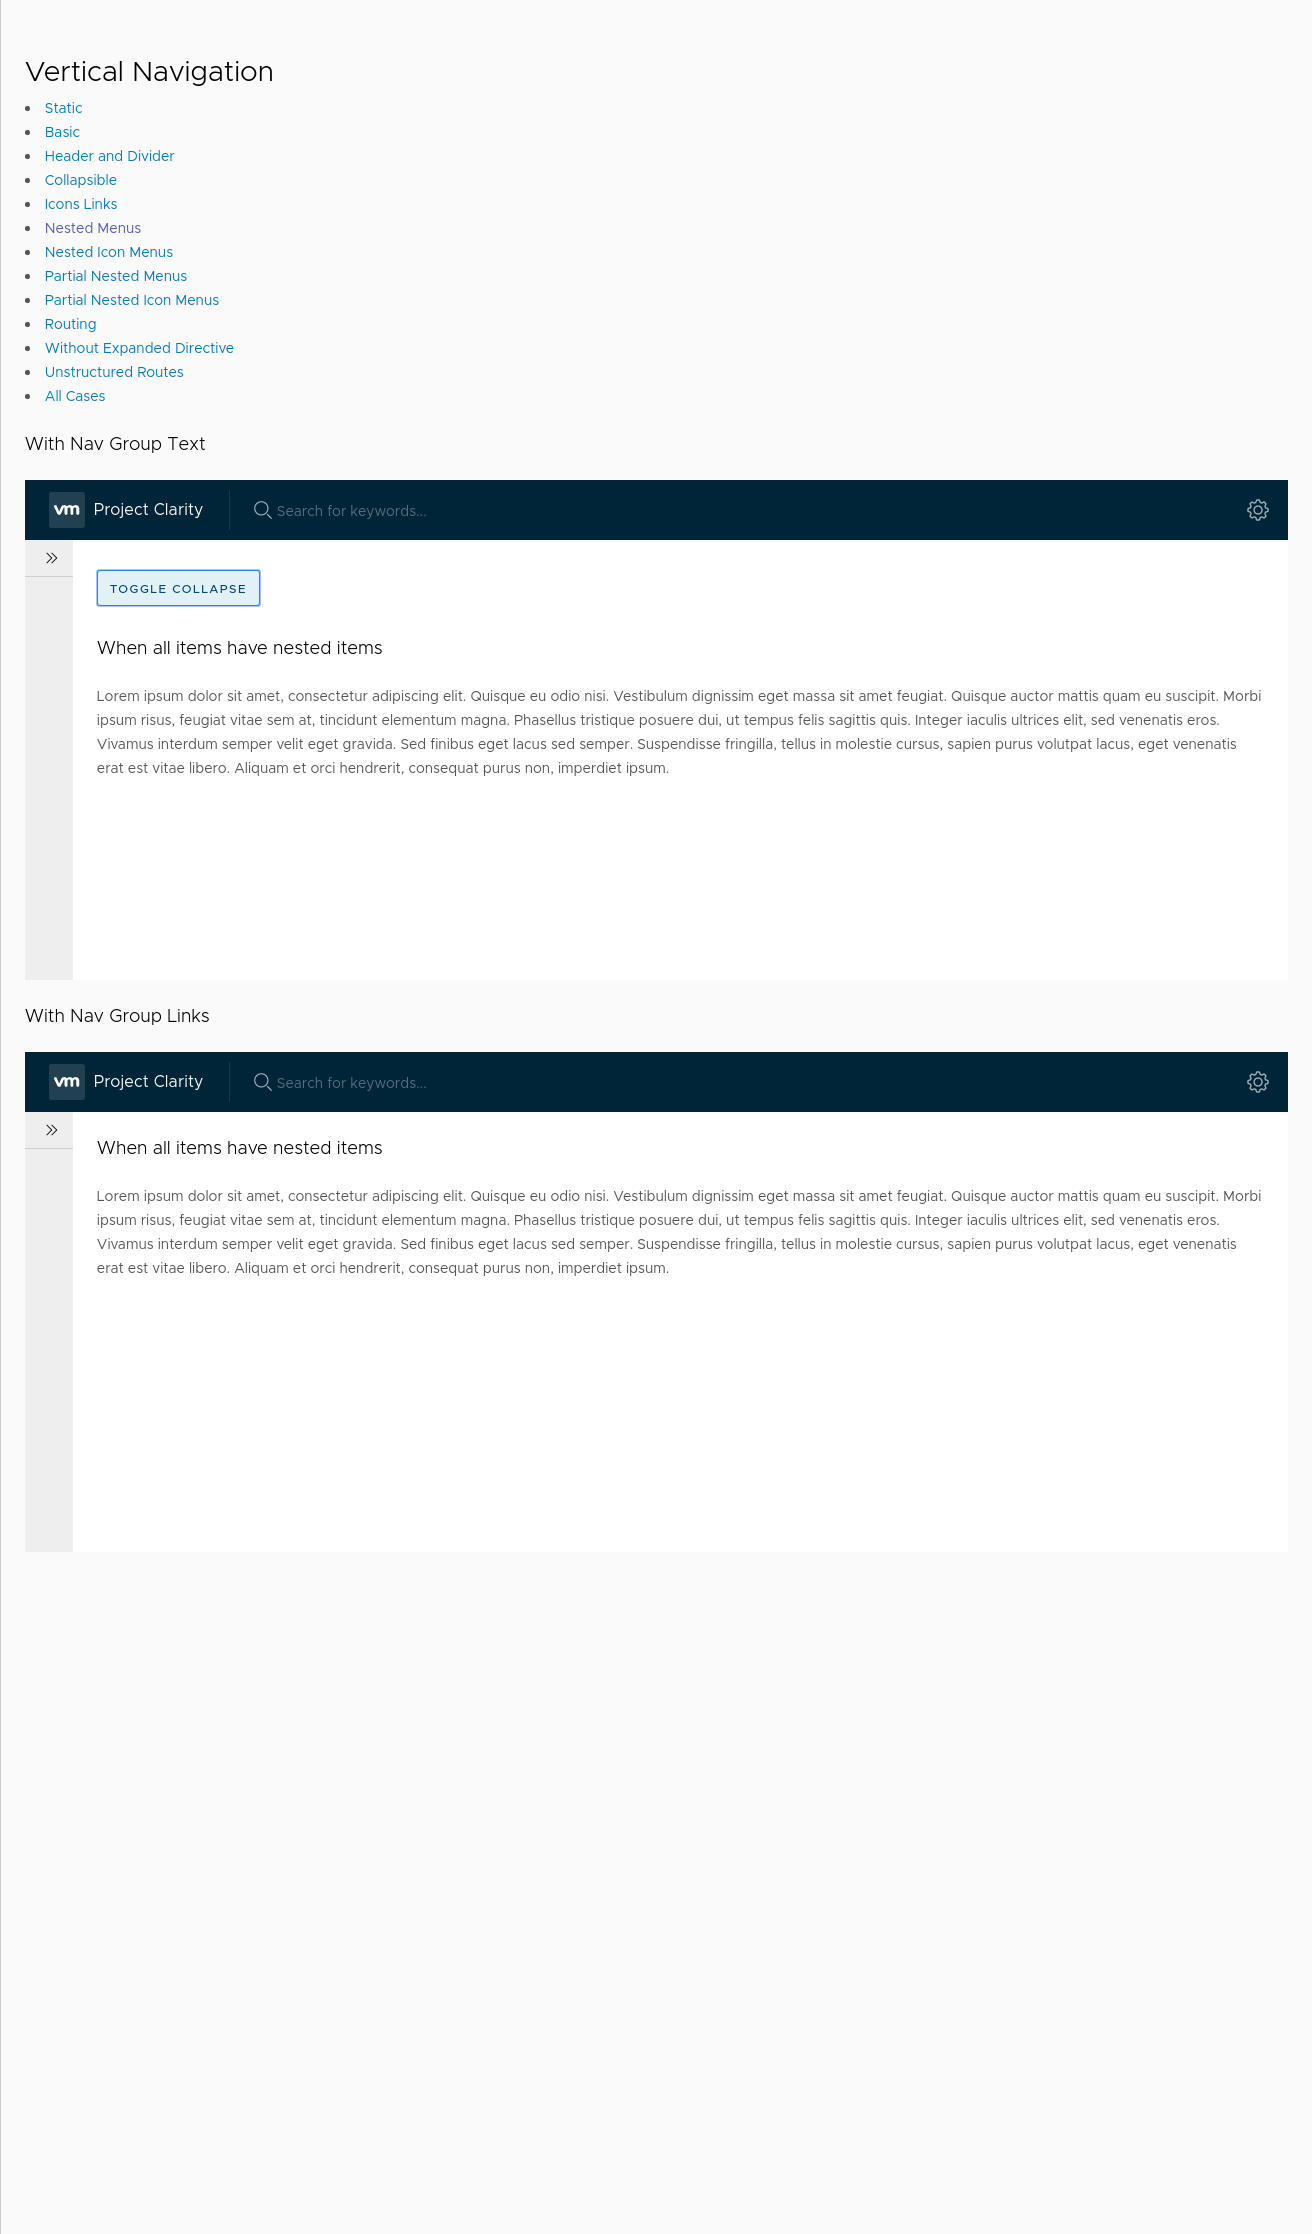 Vertical Navigation
Static
Basic
Header and Divider
Collapsible
Icons Links
Nested Menus
Nested Icon Menus
Partial Nested Menus
Partial Nested Icon Menus
Routing
Without Expanded Directive
Unstructured Routes
All Cases
With Nav Group Text
vm Project Clarity Search for keywords...
TOGGLE COLLAPSE
When all items have nested items
Lorem ipsum dolor sit amet, consectetur adipiscing elit. Quisque eu odio nisi. Vestibulum dignissim eget massa sit amet feugiat. Quisque auctor mattis quam eu suscipit. Morbi
ipsum risus, feugiat vitae sem at, tincidunt elementum magna. Phasellus tristique posuere dui, ut tempus felis sagittis quis. Integer iaculis ultrices elit, sed venenatis eros.
Vivamus interdum semper velit eget gravida. Sed finibus eget lacus sed semper. Suspendisse fringilla, tellus in molestie cursus, sapien purus volutpat lacus, eget venenatis
erat est vitae libero. Aliquam et orci hendrerit, consequat purus non, imperdiet ipsum.
With Nav Group Links
vm Project Clarity Search for keywords...
When all items have nested items
Lorem ipsum dolor sit amet, consectetur adipiscing elit. Quisque eu odio nisi. Vestibulum dignissim eget massa sit amet feugiat. Quisque auctor mattis quam eu suscipit. Morbi
ipsum risus, feugiat vitae sem at, tincidunt elementum magna. Phasellus tristique posuere dui, ut tempus felis sagittis quis. Integer iaculis ultrices elit, sed venenatis eros.
Vivamus interdum semper velit eget gravida. Sed finibus eget lacus sed semper. Suspendisse fringilla, tellus in molestie cursus, sapien purus volutpat lacus, eget venenatis
erat est vitae libero. Aliquam et orci hendrerit, consequat purus non, imperdiet ipsum.